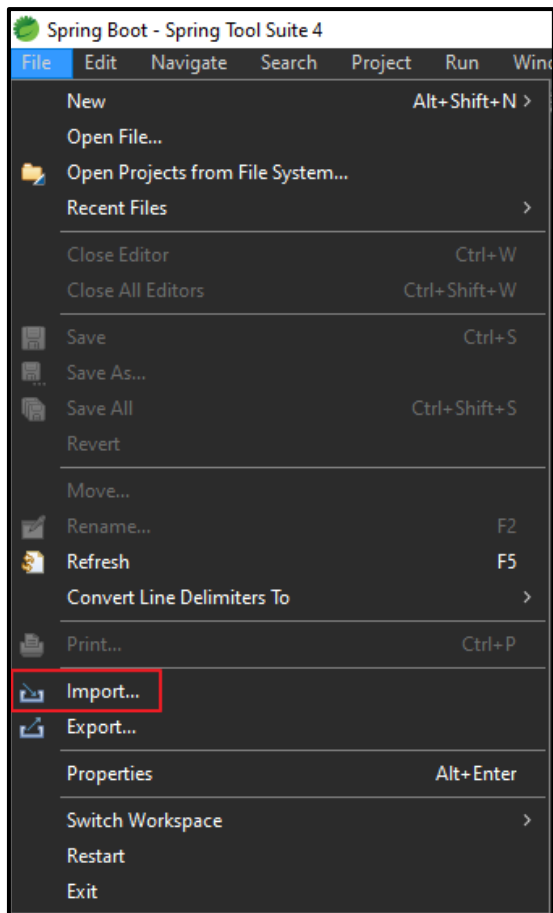 Spring Boot - Spring Tool Suite 4
File Edit Navigate Search Project Run
New Alt+Shift+N >
Open File...
Open Projects from File System...
Recent Files >
Close Editor Ctrl+W
Close All Editors Ctrl+Shift+W
Save Ctrl+S
Save As...
Save All Ctrl+Shift+S
Revert
Move...
Rename... F2
Refresh F5
Convert Line Delimiters To >
Print... Ctrl+P
Import...
Export...
Properties Alt+Enter
Switch Workspace >
Restart
Exit